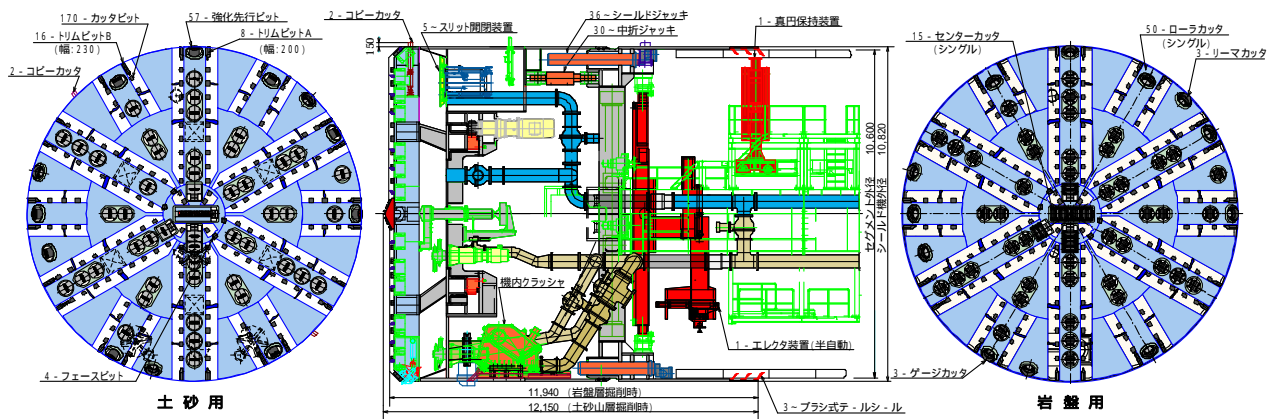 170 - カッタビット
57 - 強化先行ビット
16 - トリムビットB
(幅:230)
8 - トリムビットA
(幅:200)
2 - コピーカッタ
4 - フェースビット
土 砂 用
2 - コピーカッタ
5 ~ スリット開閉装置
36 ~ シールドジャッキ
30 ~ 中折ジャッキ
1 - 真円保持装置
150
機内クラッシャ
セグメント外径 10,600
シールド機外径 10,820
1 - エレクタ装置(半自動)
11,940 (岩盤層掘削時)
12,150 (土砂山層掘削時)
3 ~ ブラシ式テ - ルシ - ル
15 - センターカッタ
(シングル)
50 - ローラカッタ
(シングル)
3 - リーマカッタ
3 - ゲージカッタ
岩 盤 用